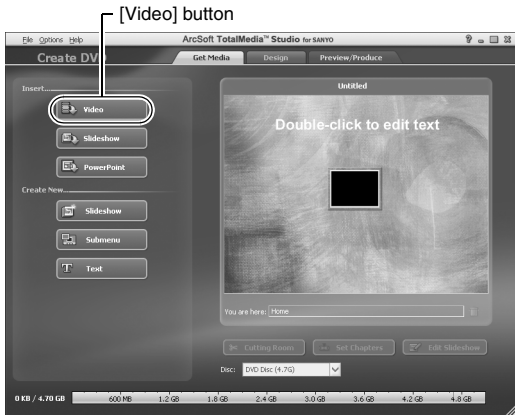 [Video] button
File Options Help
ArcSoft TotalMedia™ Studio for SANYO
?
Create DVD
Get Media
Design
Preview/Produce
Insert
Video
Slideshow
PowerPoint
Create New
Slideshow
Submenu
Text
Untitled
Double-click to edit text
You are here: Home
Cutting Room
Set Chapters
Edit Slideshow
Disc: DVD Disc (4.7G)
0 KB / 4.70 GB 600 MB 1.2 GB 1.8 GB 2.4 GB 3.0 GB 3.6 GB 4.2 GB 4.8 GB